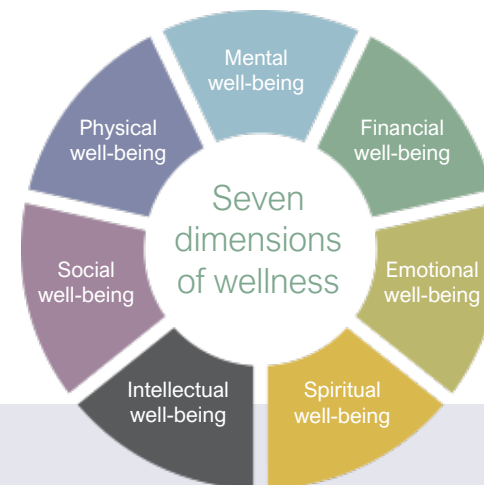 Mental
well-being
Financial
well-being
Emotional
well-being
Spiritual
well-being
Intellectual
well-being
Social
well-being
Physical
well-being
Seven
dimensions
of wellness